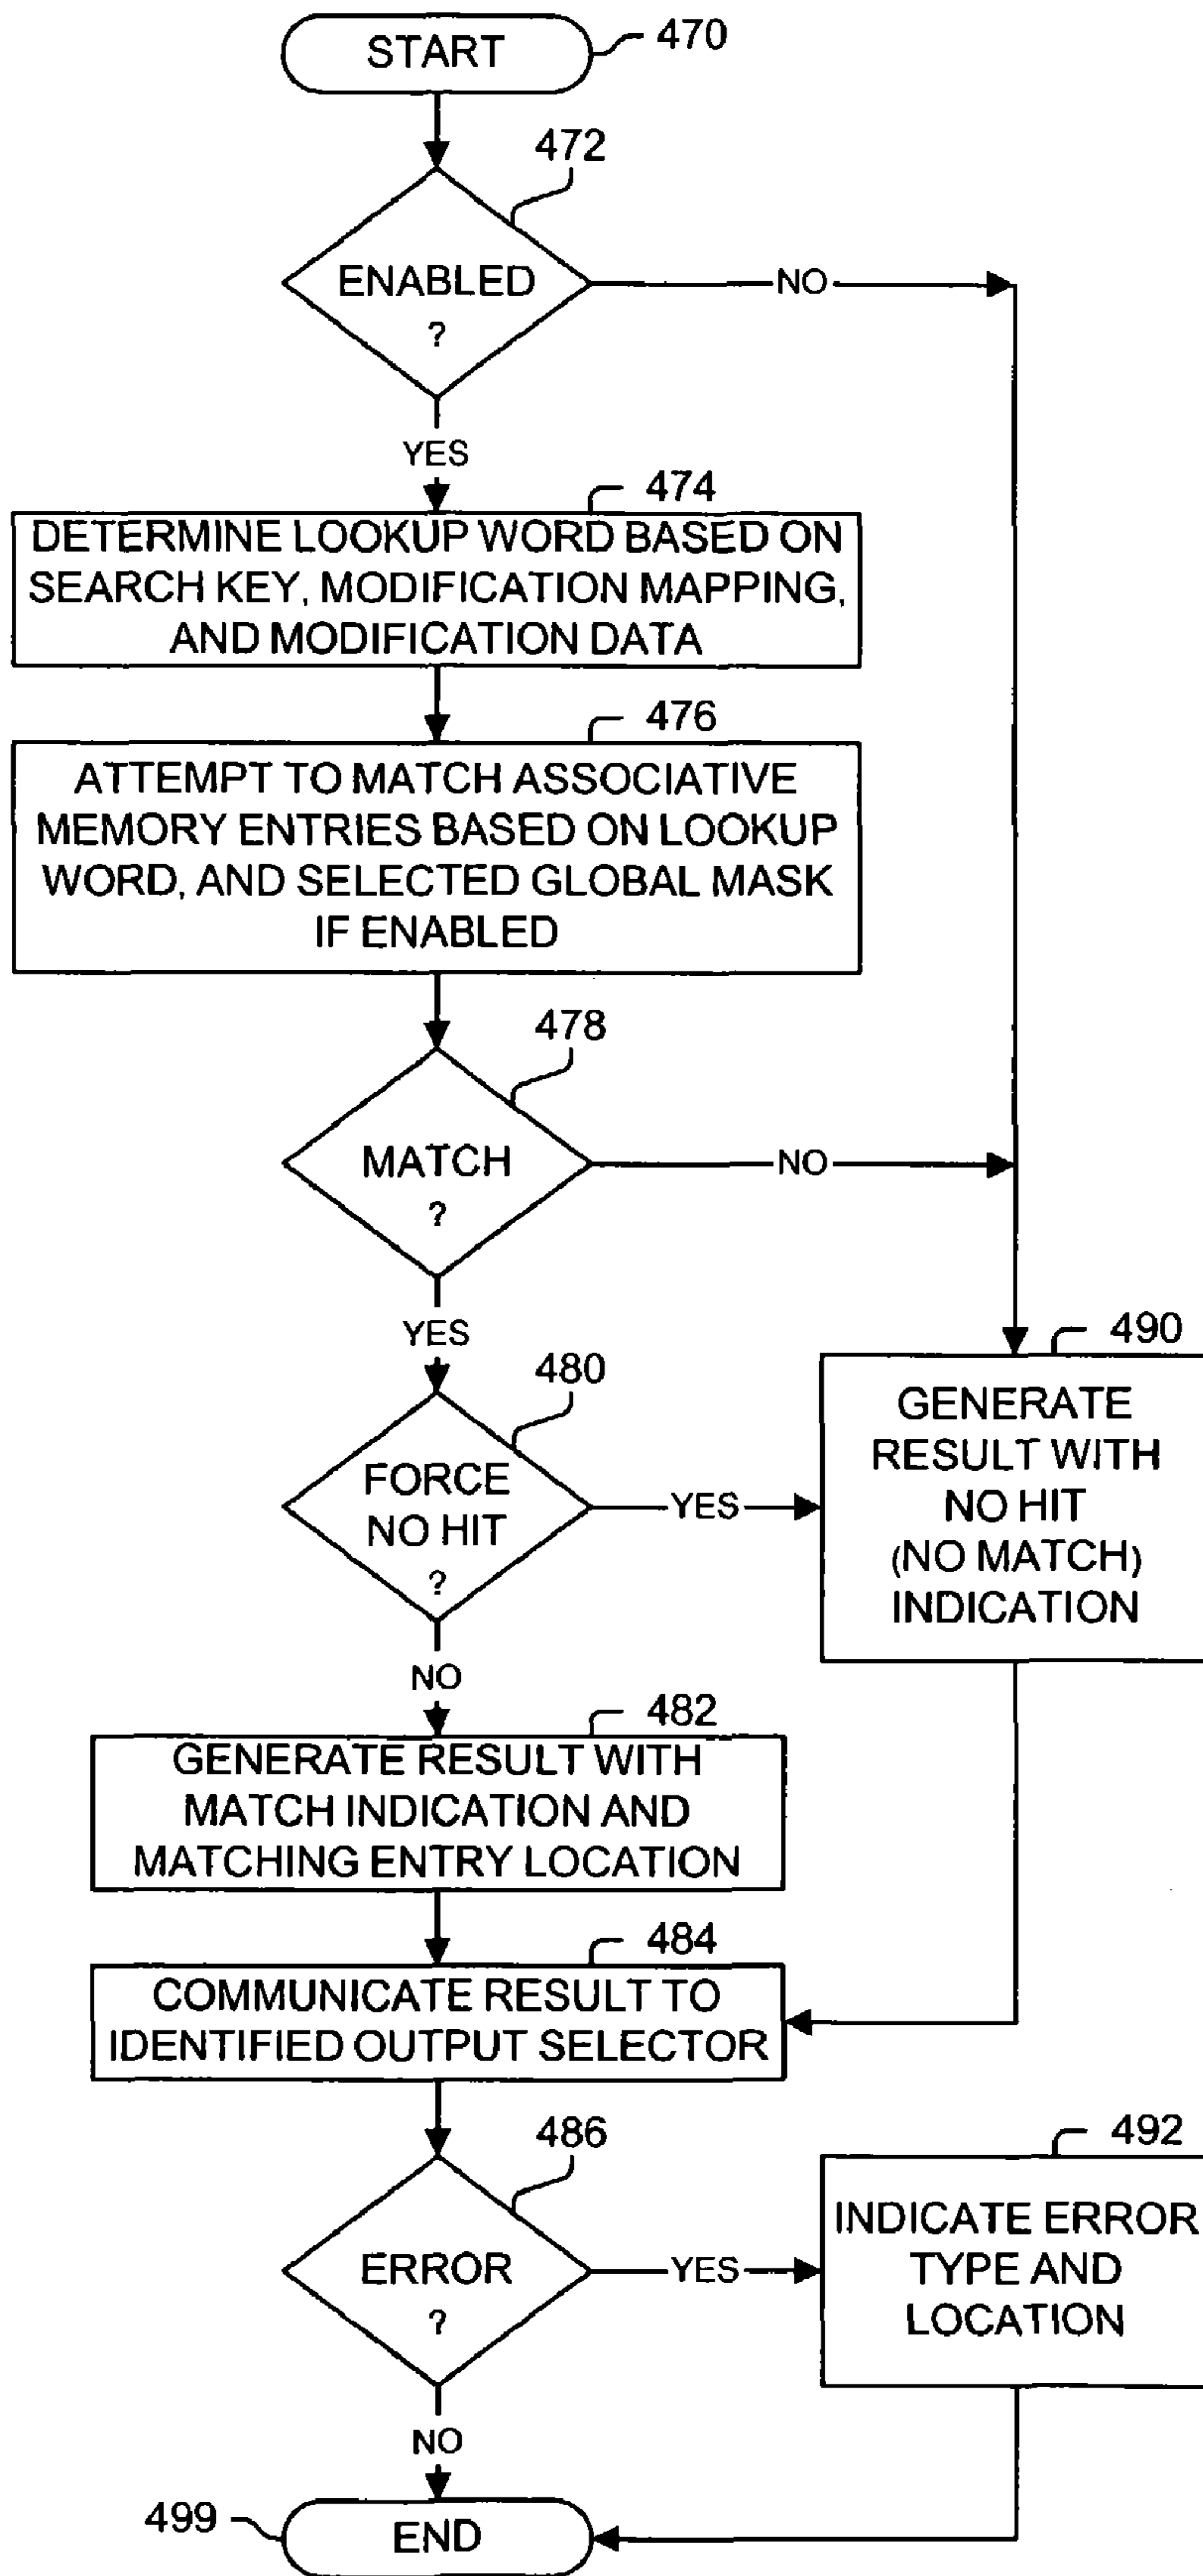 START
470
472
ENABLED
?
NO
YES
474
DETERMINE LOOKUP WORD BASED ON
SEARCH KEY, MODIFICATION MAPPING,
AND MODIFICATION DATA
476
ATTEMPT TO MATCH ASSOCIATIVE
MEMORY ENTRIES BASED ON LOOKUP
WORD, AND SELECTED GLOBAL MASK
IF ENABLED
478
MATCH
?
NO
YES
480
FORCE
NO HIT
?
YES
490
GENERATE
RESULT WITH
NO HIT
(NO MATCH)
INDICATION
NO
482
GENERATE RESULT WITH
MATCH INDICATION AND
MATCHING ENTRY LOCATION
484
COMMUNICATE RESULT TO
IDENTIFIED OUTPUT SELECTOR
486
ERROR
?
YES
492
INDICATE ERROR
TYPE AND
LOCATION
NO
499
END